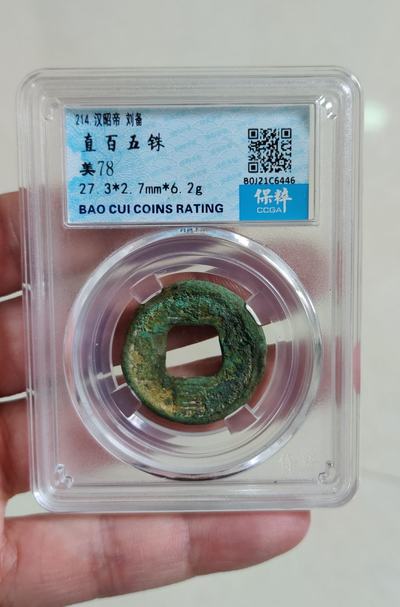 214.汉昭帝 刘备
直百五铢
美78
27.3*2.7mm*6.2g
BAO CUI COINS RATING
B0J21C6446
保粹
CCGA